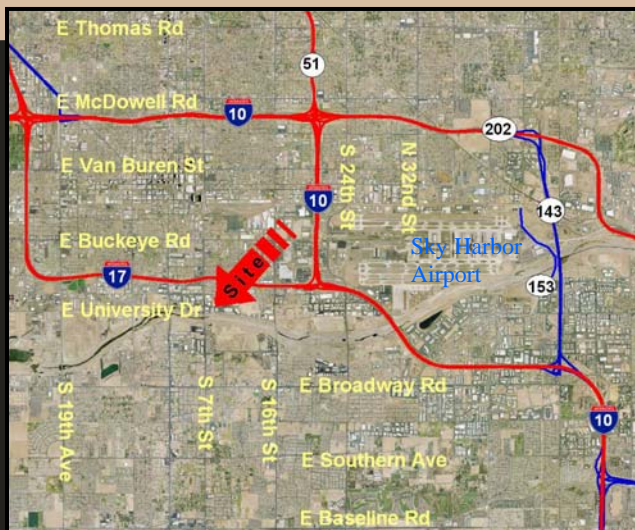 E Thomas Rd
51
E McDowell Rd
10
202
E Van Buren St
S 24th St
N 32nd St
10
143
E Buckeye Rd
Sky Harbor
Airport
Site
17
153
E University Dr
S 19th Ave
S 7th St
S 16th St
E Broadway Rd
10
E Southern Ave
E Baseline Rd